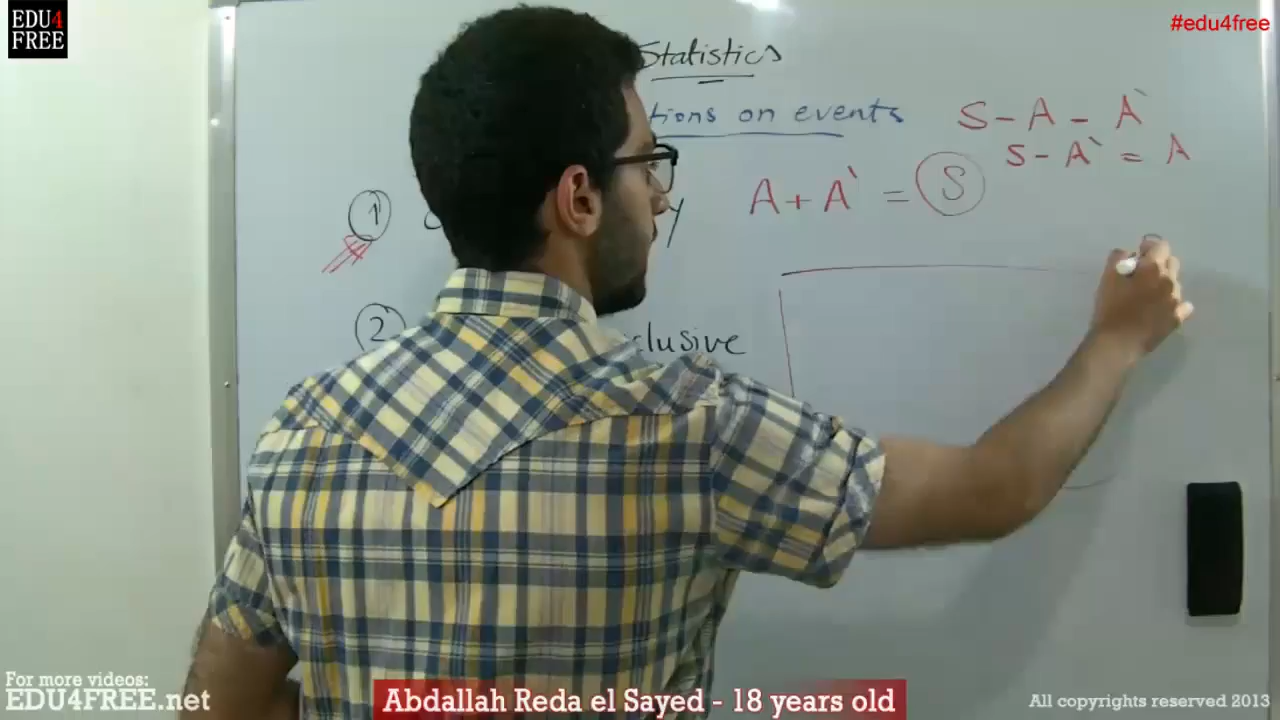 EDU4
FREE
#edu4free
Statistics
tions on events
S - A - A`
S - A` = A
1
y
A + A` = S
2
clusive
For more videos:
EDU4FREE.net
Abdallah Reda el Sayed - 18 years old
All copyrights reserved 2013